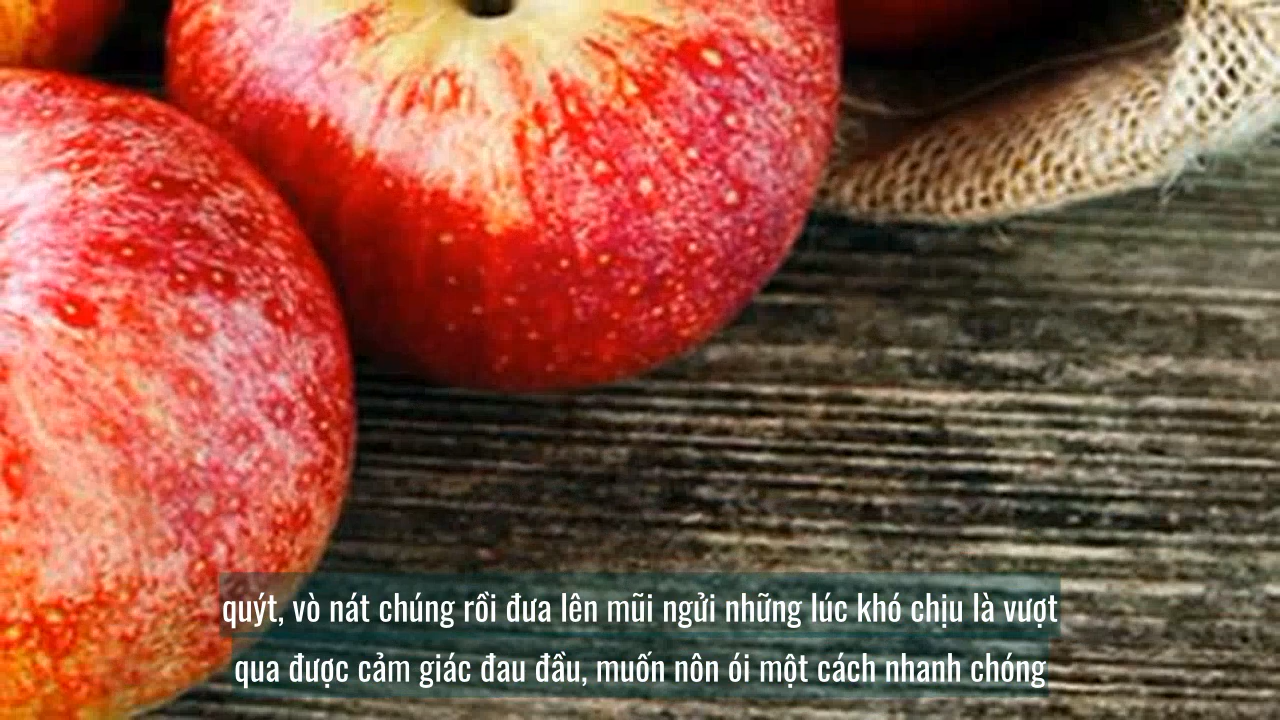 quýt, vò nát chúng rồi đưa lên mũi ngửi những lúc khó chịu là vượt
qua được cảm giác đau đầu, muốn nôn ói một cách nhanh chóng